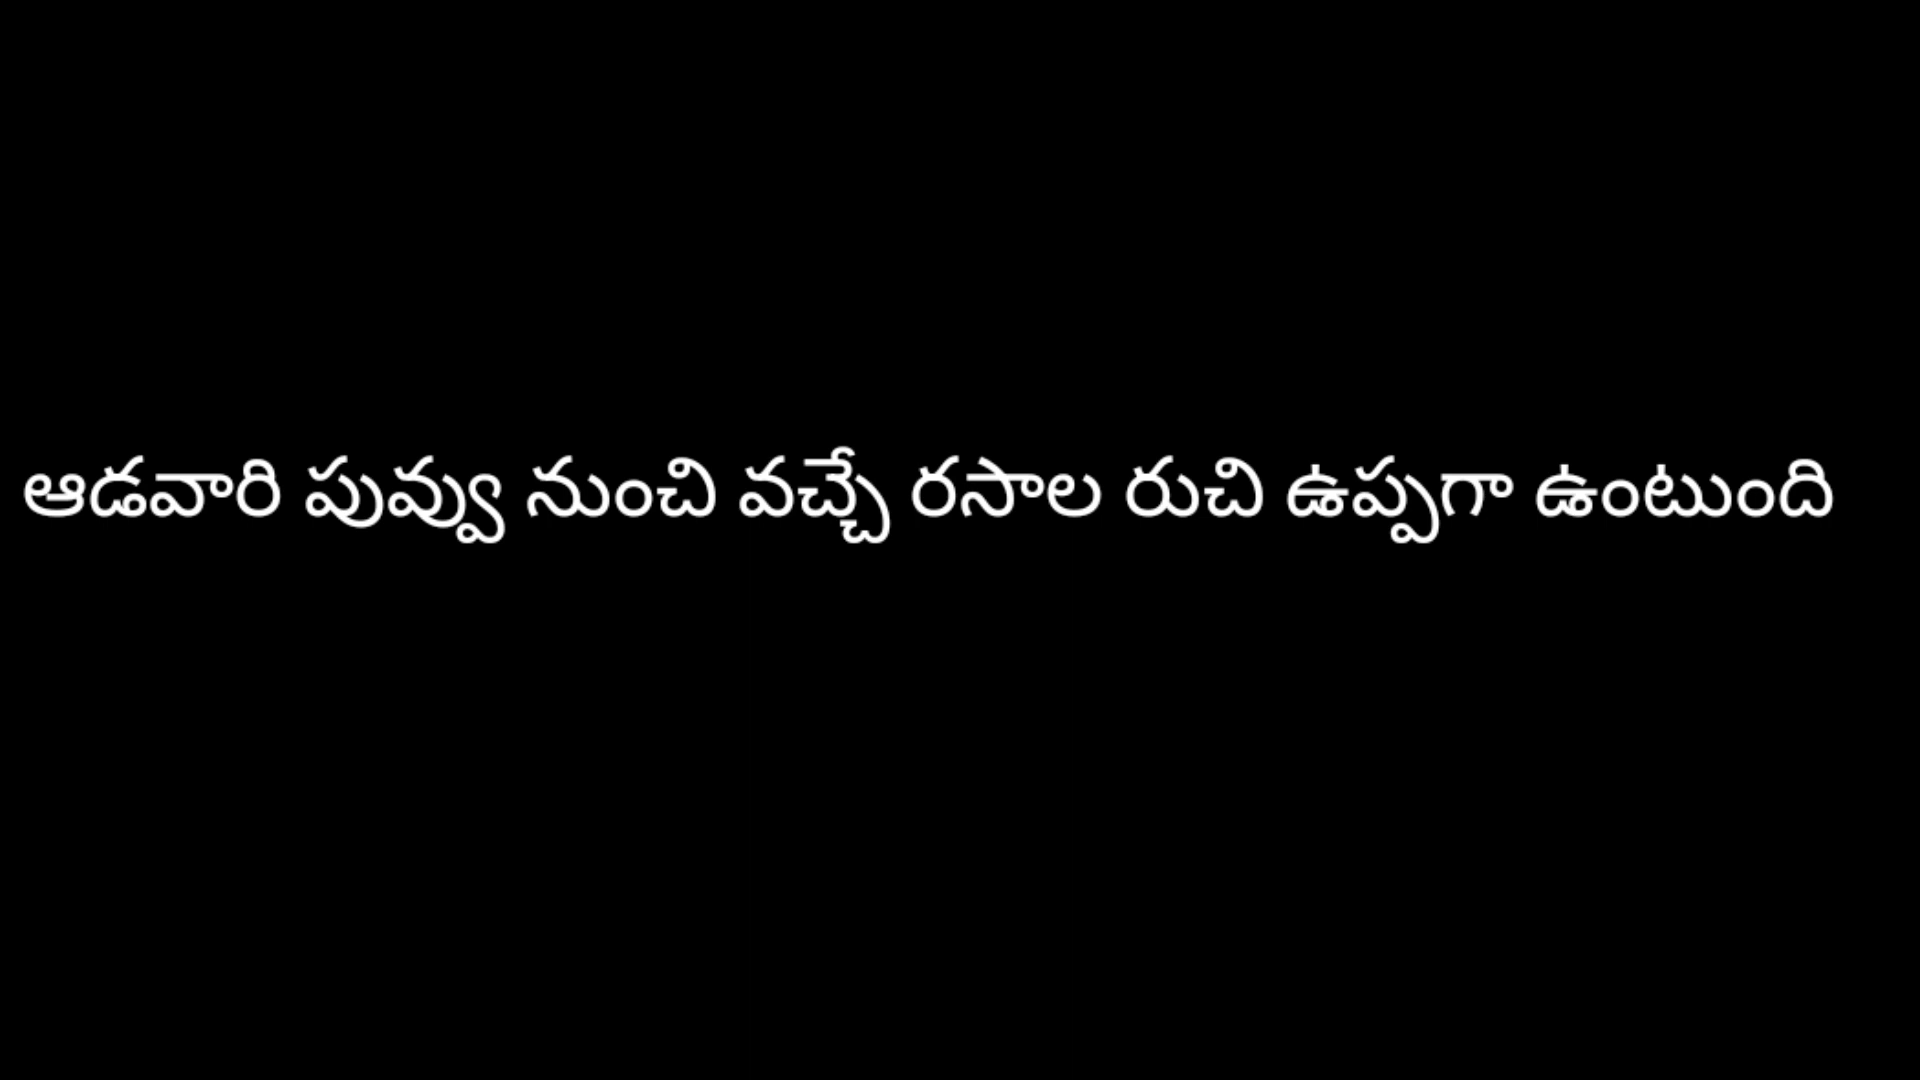 ఆడవారి పువ్వు నుంచి వచ్చే రసాల రుచి ఉప్పగా ఉంటుంది